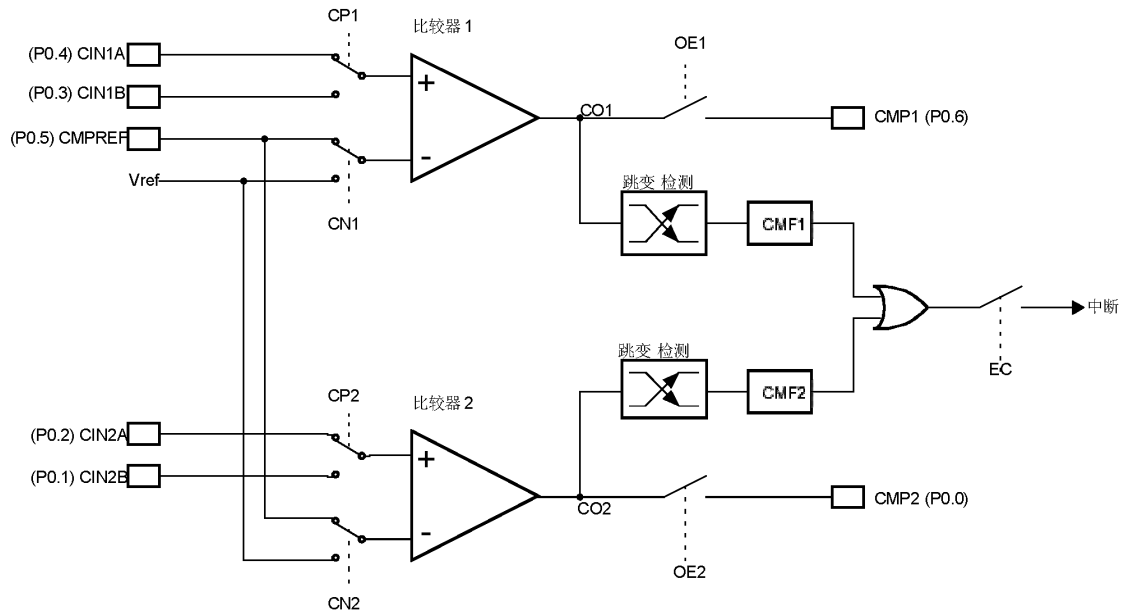 CP1
比较器 1
OE1
(P0.4) CIN1A
(P0.3) CIN1B
(P0.5) CMPREF
Vref
+
-
CN1
CO1
CMP1 (P0.6)
跳变 检测
CMF1
中断
EC
跳变 检测
CMF2
CP2
比较器 2
(P0.2) CIN2A
(P0.1) CIN2B
+
-
CO2
CMP2 (P0.0)
OE2
CN2